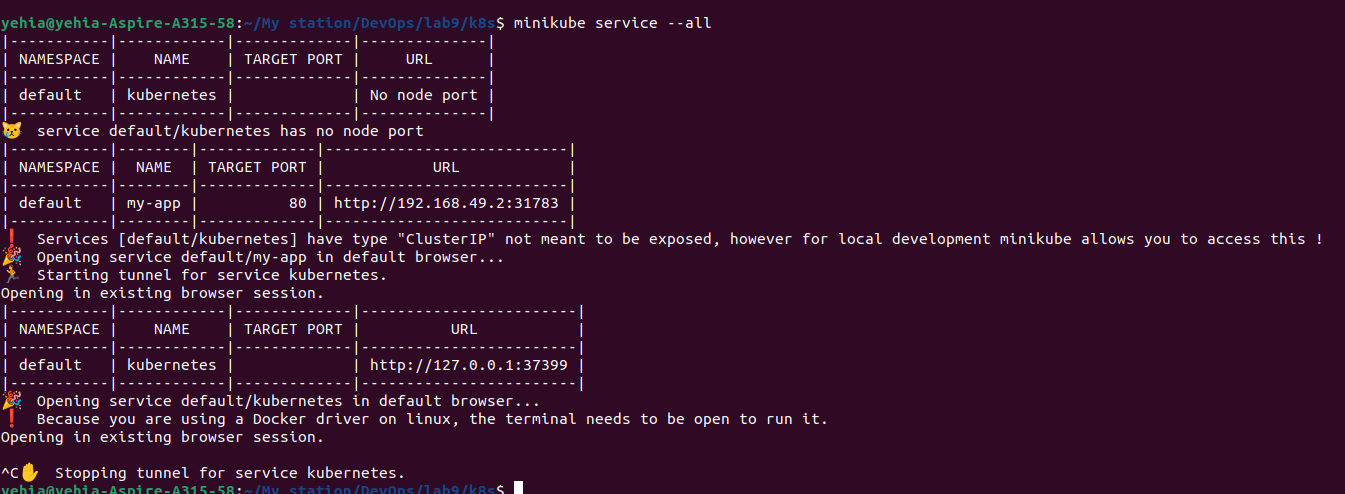 yehia@yehia-Aspire-A315-58:~/My station/DevOps/lab9/k8s$ minikube service --all
|-----------|------------|-------------|--------------|
| NAMESPACE |    NAME    | TARGET PORT |     URL      |
|-----------|------------|-------------|--------------|
| default   | kubernetes |             | No node port |
|-----------|------------|-------------|--------------|
😿  service default/kubernetes has no node port
|-----------|--------|-------------|---------------------------|
| NAMESPACE |  NAME  | TARGET PORT |            URL            |
|-----------|--------|-------------|---------------------------|
| default   | my-app |          80 | http://192.168.49.2:31783 |
|-----------|--------|-------------|---------------------------|
❗  Services [default/kubernetes] have type "ClusterIP" not meant to be exposed, however for local development minikube allows you to access this !
🎉  Opening service default/my-app in default browser...
🏃  Starting tunnel for service kubernetes.
Opening in existing browser session.
|-----------|------------|-------------|------------------------|
| NAMESPACE |    NAME    | TARGET PORT |          URL           |
|-----------|------------|-------------|------------------------|
| default   | kubernetes |             | http://127.0.0.1:37399 |
|-----------|------------|-------------|------------------------|
🎉  Opening service default/kubernetes in default browser...
❗  Because you are using a Docker driver on linux, the terminal needs to be open to run it.
Opening in existing browser session.
^C✋  Stopping tunnel for service kubernetes.
yehia@yehia-Aspire-A315-58:~/My station/DevOps/lab9/k8s$